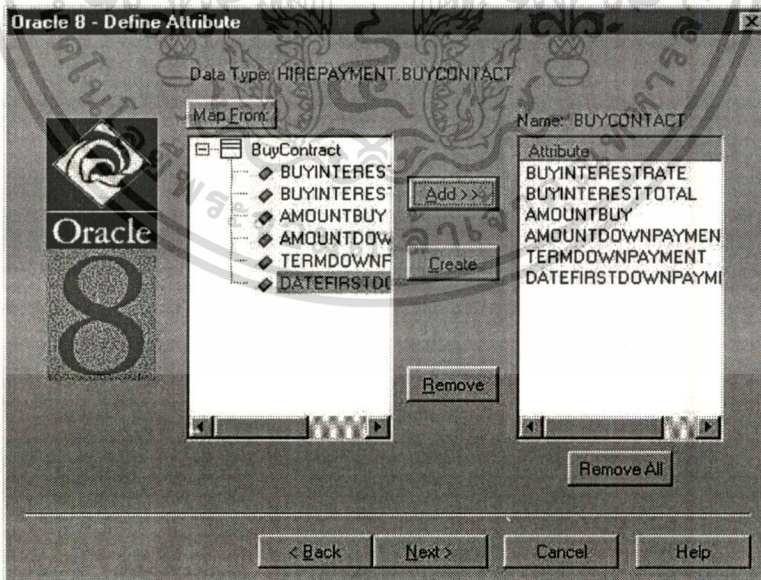 Oracle 8 - Define Attribute
Data Type: HIREPAYMENT.BUYCONTACT
Map From:
Name: BUYCONTACT
BuyContract
BUYINTEREST
BUYINTEREST
AMOUNTBUY
AMOUNTDOW
TERMDOWNF
DATEFIRSTDO
Add >>>
Create
Remove
Attribute
BUYINTERESTRATE
BUYINTERESTTOTAL
AMOUNTBUY
AMOUNTDOWNPAYMEN
TERMDOWNPAYMENT
DATEFIRSTDOWNPAYMI
Oracle
8
Remove All
< Back
Next >
Cancel
Help